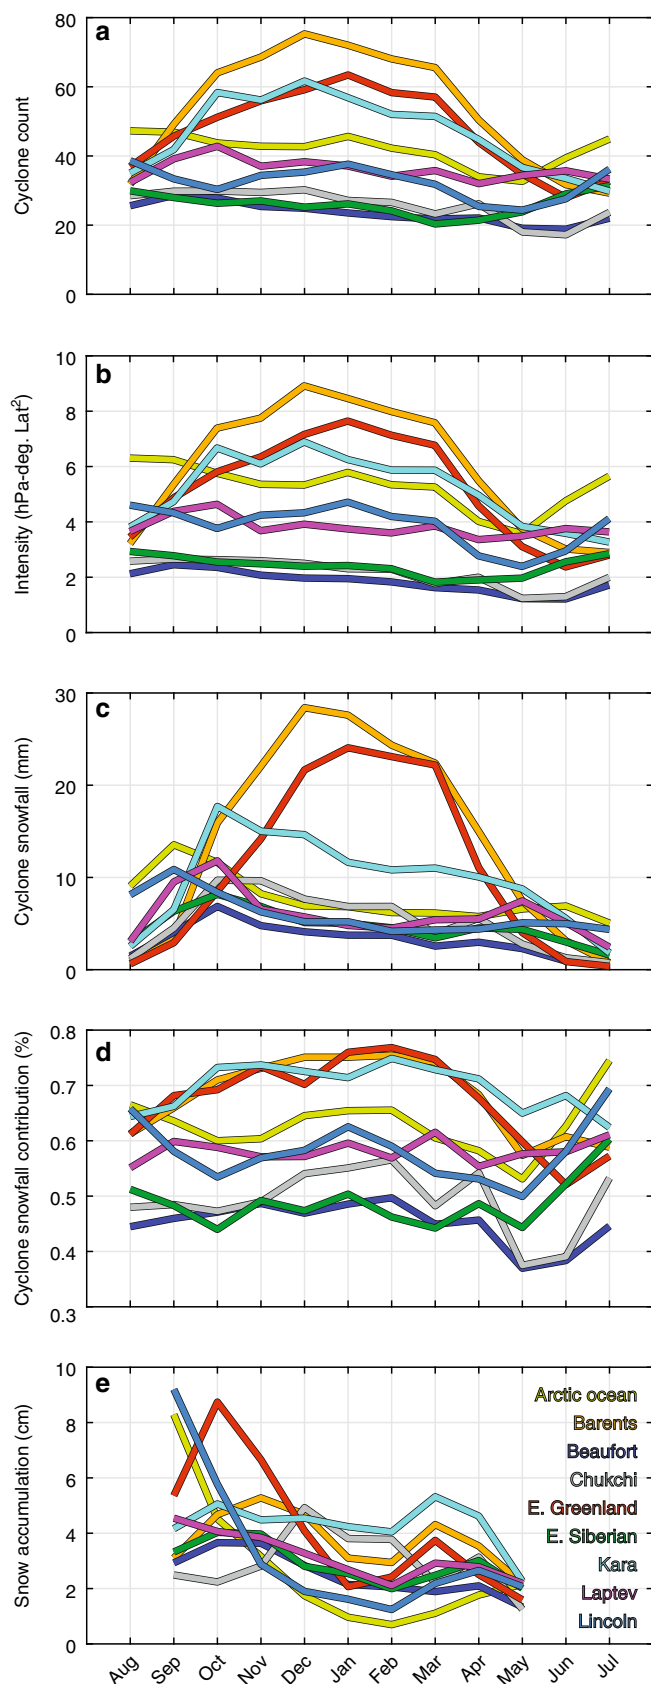 a
80
60
40
20
0
Cyclone count
b
10
8
6
4
2
0
Intensity (hPa-deg. Lat²)
c
30
20
10
0
Cyclone snowfall (mm)
d
0.8
0.7
0.6
0.5
0.4
0.3
Cyclone snowfall contribution (%)
e
10
8
6
4
2
0
Snow accumulation (cm)
Arctic ocean
Barents
Beaufort
Chukchi
E. Greenland
E. Siberian
Kara
Laptev
Lincoln
Aug Sep Oct Nov Dec Jan Feb Mar Apr May Jun Jul